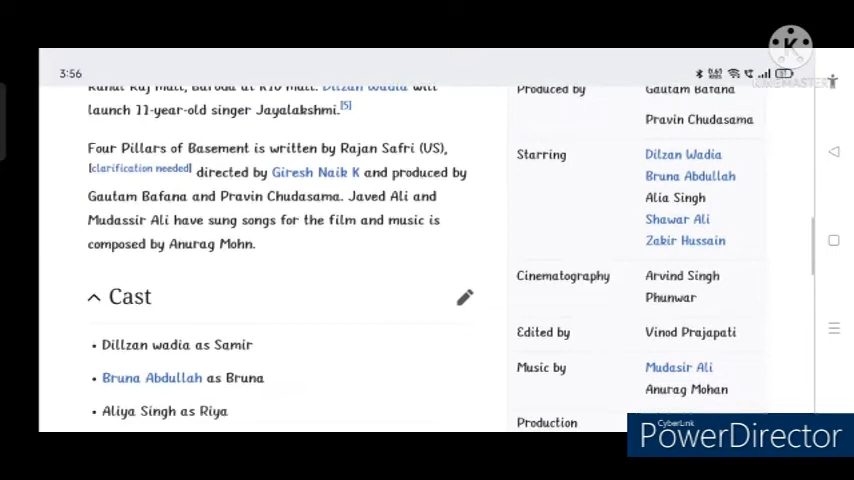 3:56
KINEMASTER
Rahul Raj Mall, Baroda at R10 Mall. Dilzan Wadia will
launch 11-year-old singer Jayalakshmi.[5]
Four Pillars of Basement is written by Rajan Safri (US),
[clarification needed] directed by Giresh Naik K and produced by
Gautam Bafana and Pravin Chudasama. Javed Ali and
Mudassir Ali have sung songs for the film and music is
composed by Anurag Mohn.
Cast
• Dillzan wadia as Samir
• Bruna Abdullah as Bruna
• Aliya Singh as Riya
Produced by Gautam Bafana
Pravin Chudasama
Starring Dilzan Wadia
Bruna Abdullah
Alia Singh
Shawar Ali
Zakir Hussain
Cinematography Arvind Singh
Phunwar
Edited by Vinod Prajapati
Music by Mudasir Ali
Anurag Mohan
Production
CyberLink
PowerDirector